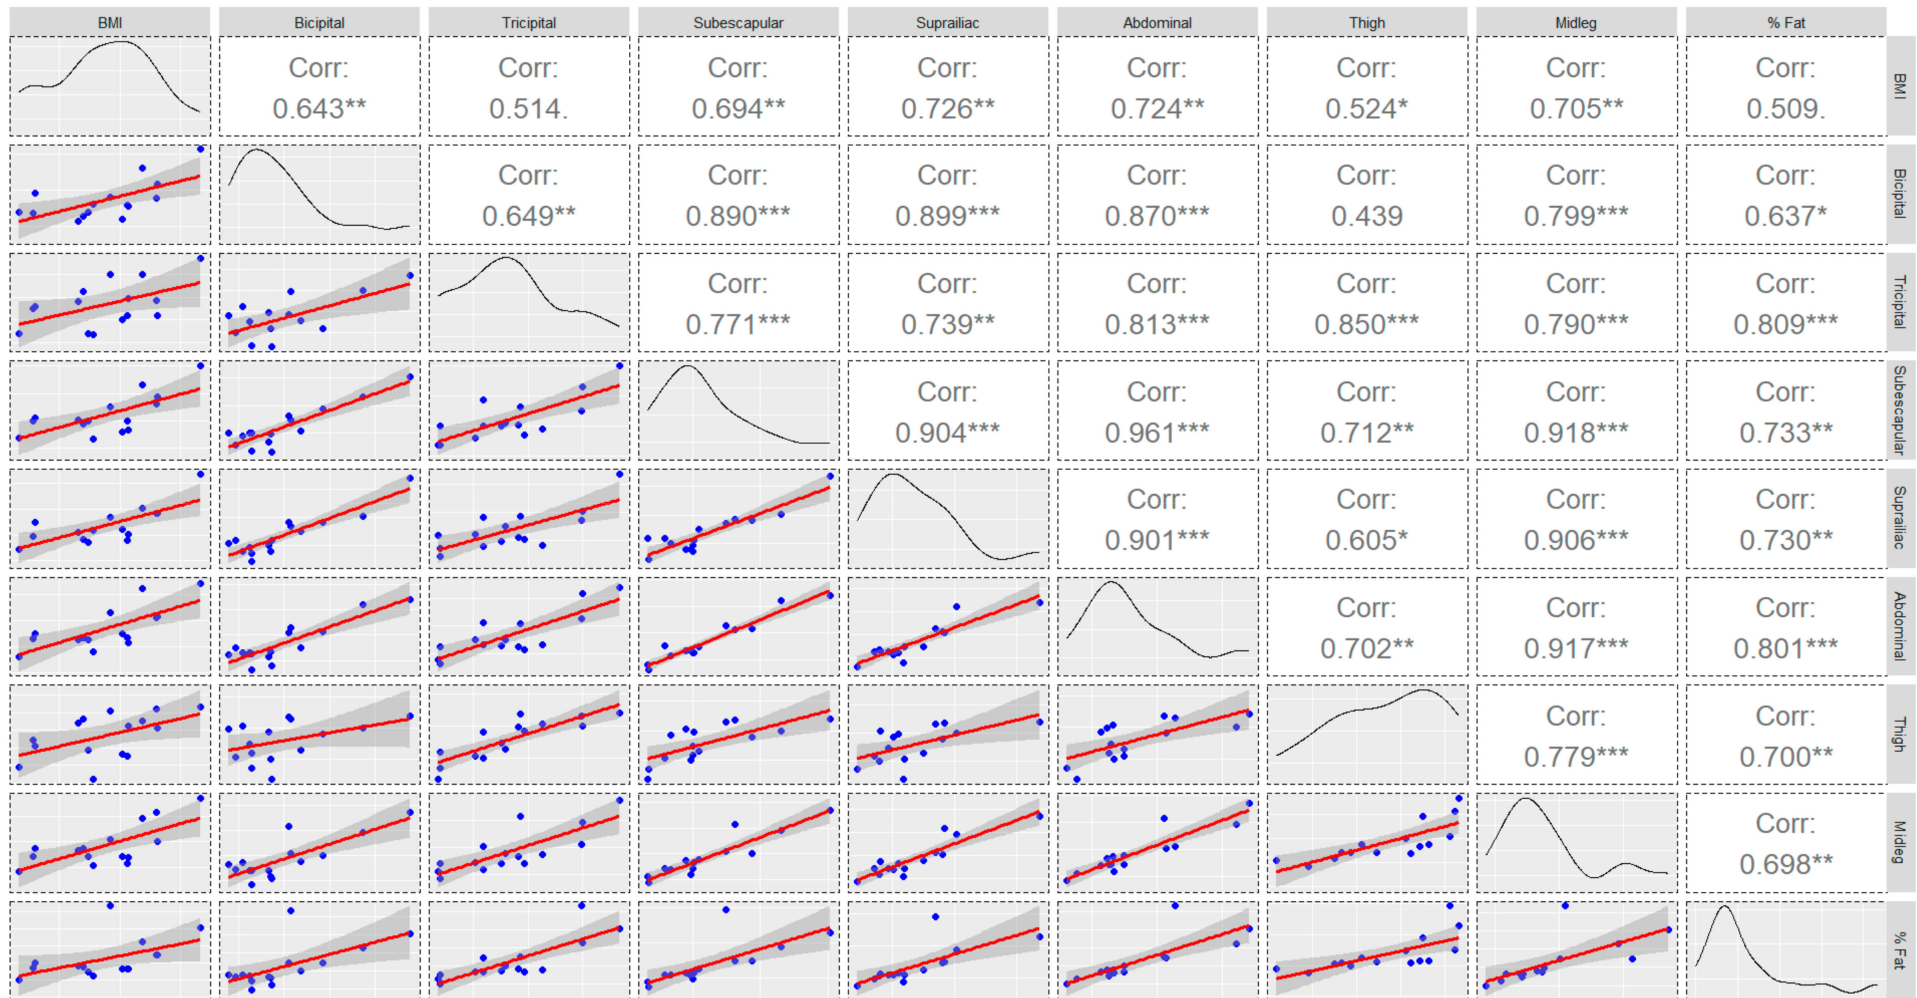 BMI Bicipital Tricipital Subescapular Suprailiac Abdominal Thigh Midleg % Fat
Corr: Corr: Corr: Corr: Corr: Corr: Corr: Corr:
0.643** 0.514. 0.694** 0.726** 0.724** 0.524* 0.705** 0.509.
BMI
Corr: Corr: Corr: Corr: Corr: Corr: Corr:
0.649** 0.890*** 0.899*** 0.870*** 0.439 0.799*** 0.637*
Bicipital
Corr: Corr: Corr: Corr: Corr: Corr:
0.771*** 0.739** 0.813*** 0.850*** 0.790*** 0.809***
Tricipital
Corr: Corr: Corr: Corr: Corr:
0.904*** 0.961*** 0.712** 0.918*** 0.733**
Subescapular
Corr: Corr: Corr: Corr:
0.901*** 0.605* 0.906*** 0.730**
Suprailiac
Corr: Corr: Corr:
0.702** 0.917*** 0.801***
Abdominal
Corr: Corr:
0.779*** 0.700**
Thigh
Corr:
0.698**
Midleg
% Fat